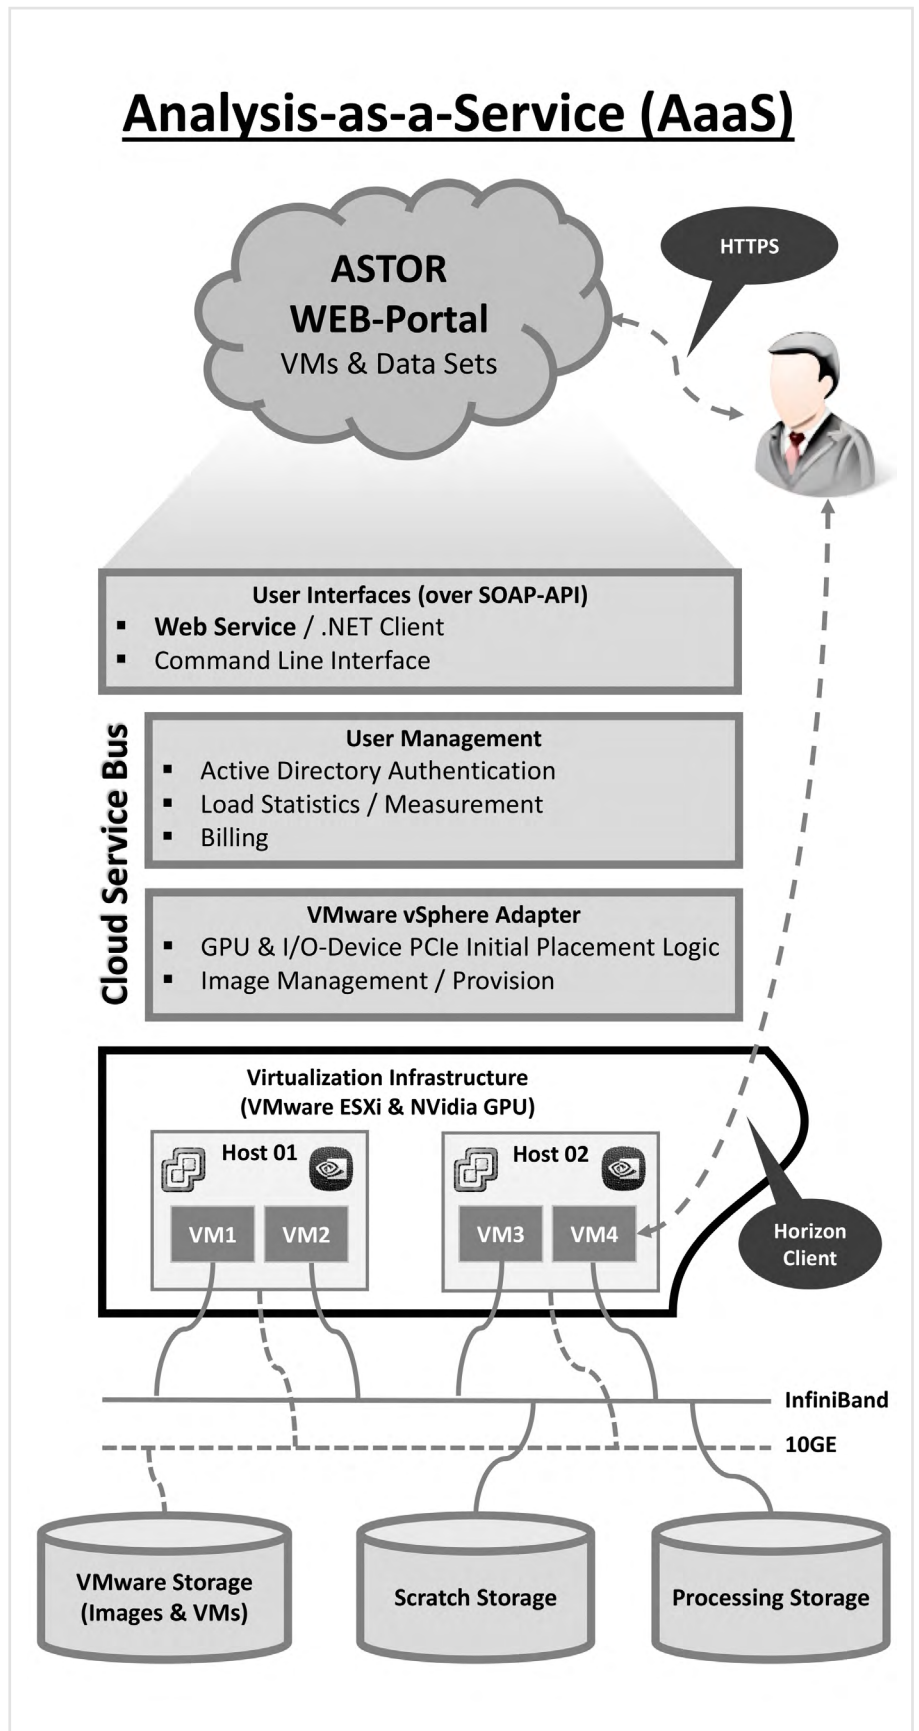 Analysis-as-a-Service (AaaS)
ASTOR
WEB-Portal
VMs & Data Sets
HTTPS
User Interfaces (over SOAP-API)
▪ Web Service / .NET Client
▪ Command Line Interface
Cloud Service Bus
User Management
▪ Active Directory Authentication
▪ Load Statistics / Measurement
▪ Billing
VMware vSphere Adapter
▪ GPU & I/O-Device PCIe Initial Placement Logic
▪ Image Management / Provision
Virtualization Infrastructure
(VMware ESXi & NVidia GPU)
Host 01
VM1
VM2
Host 02
VM3
VM4
Horizon
Client
InfiniBand
10GE
VMware Storage
(Images & VMs)
Scratch Storage
Processing Storage